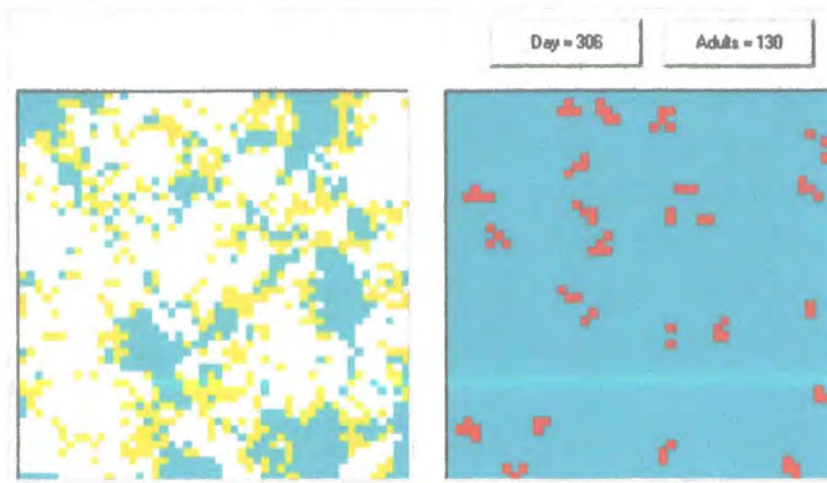 Day = 306
Adults = 130